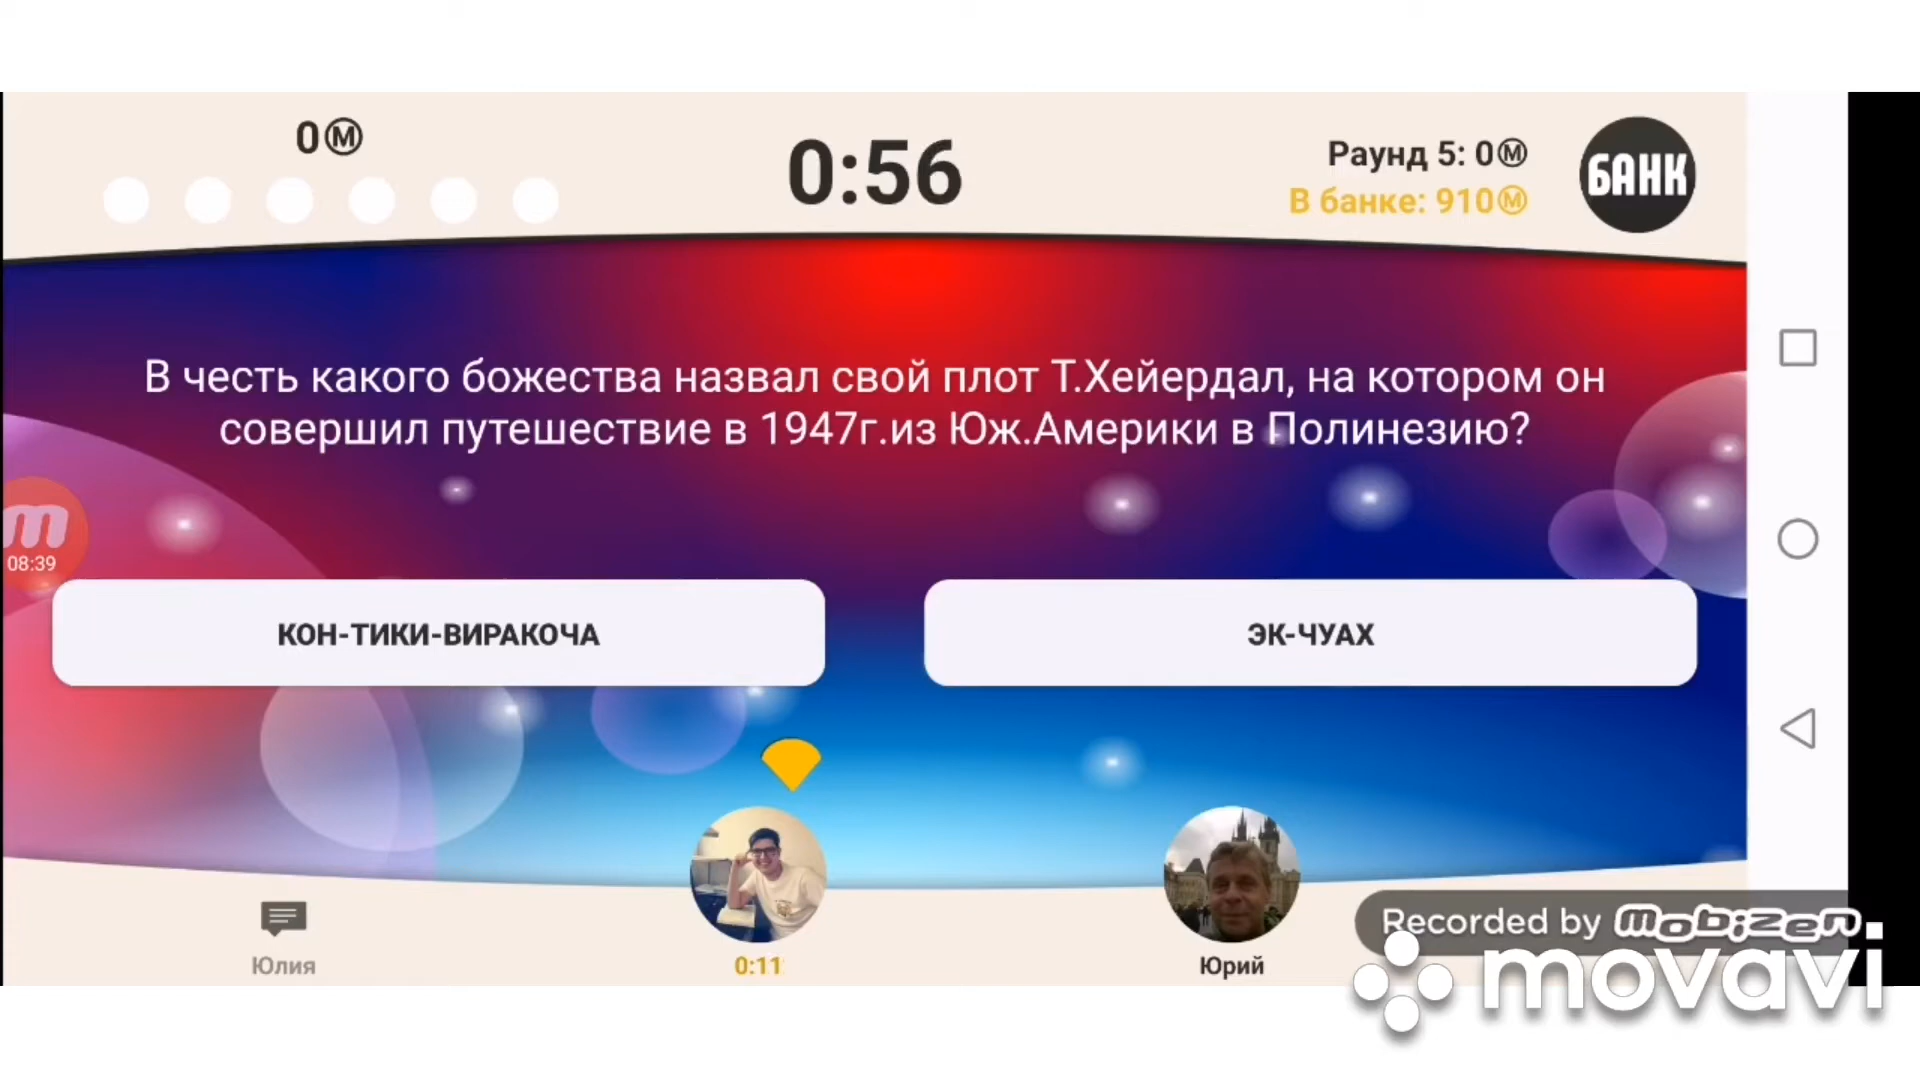 0Ⓜ
0:56
Раунд 5: 0Ⓜ
В банке: 910Ⓜ
БАНК
В честь какого божества назвал свой плот Т.Хейердал, на котором он
совершил путешествие в 1947г.из Юж.Америки в Полинезию?
m
08:39
КОН-ТИКИ-ВИРАКОЧА
ЭК-ЧУАХ
Юлия
0:11
Юрий
Recorded by mobizen
movavi